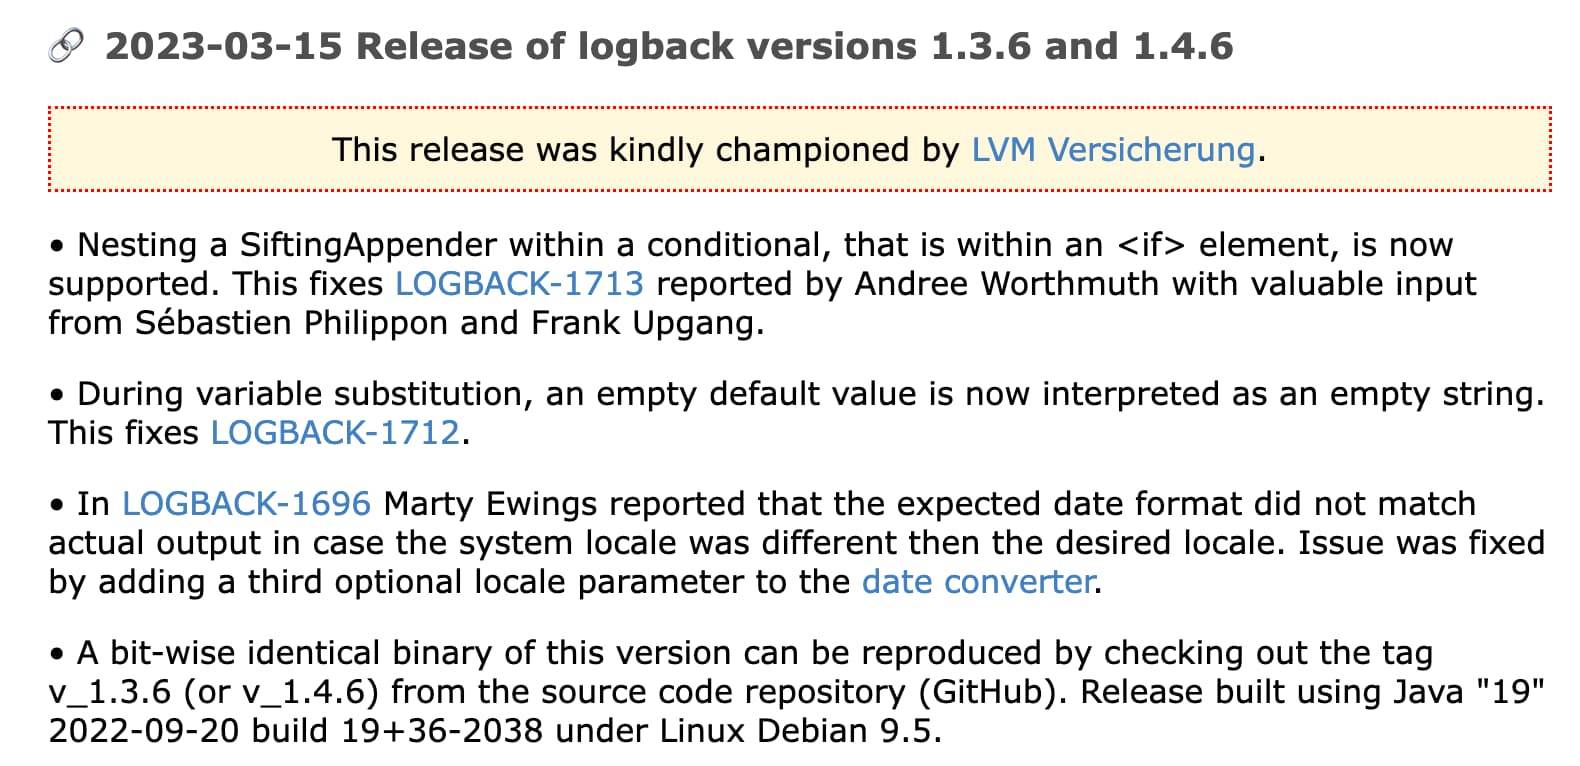 2023-03-15 Release of logback versions 1.3.6 and 1.4.6
This release was kindly championed by LVM Versicherung.
• Nesting a SiftingAppender within a conditional, that is within an <if> element, is now
supported. This fixes LOGBACK-1713 reported by Andree Worthmuth with valuable input
from Sébastien Philippon and Frank Upgang.
• During variable substitution, an empty default value is now interpreted as an empty string.
This fixes LOGBACK-1712.
• In LOGBACK-1696 Marty Ewings reported that the expected date format did not match
actual output in case the system locale was different then the desired locale. Issue was fixed
by adding a third optional locale parameter to the date converter.
• A bit-wise identical binary of this version can be reproduced by checking out the tag
v_1.3.6 (or v_1.4.6) from the source code repository (GitHub). Release built using Java "19"
2022-09-20 build 19+36-2038 under Linux Debian 9.5.